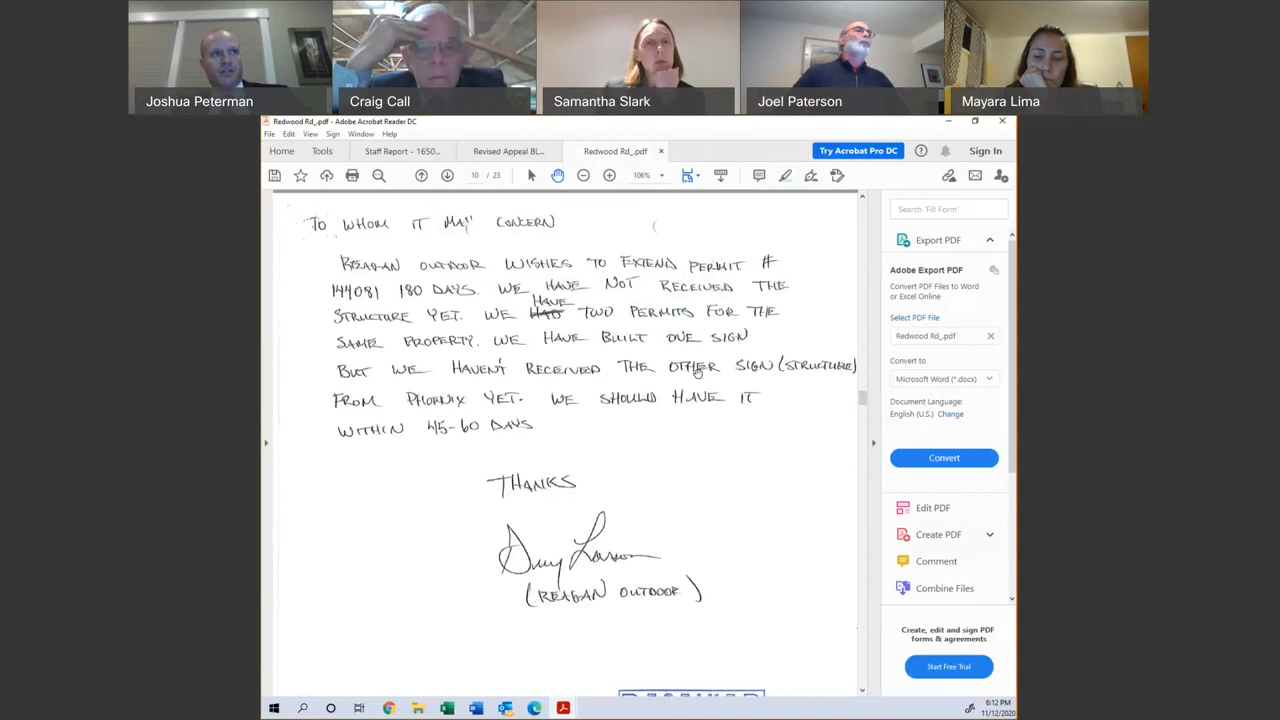 Joshua Peterman
Craig Call
Samantha Slark
Joel Paterson
Mayara Lima
Redwood Rd_.pdf - Adobe Acrobat Reader DC
File Edit View Sign Window Help
Home Tools Staff Report - 1650... Revised Appeal BL... Redwood Rd_.pdf × Try Acrobat Pro DC Sign In
10 / 23 106%
TO WHOM IT MAY CONCERN
REAGAN OUTDOOR WISHES TO EXTEND PERMIT #
144081 180 DAYS. WE HAVE NOT RECEIVED THE
HAVE
STRUCTURE YET. WE HAD TWO PERMITS FOR THE
SAME PROPERTY. WE HAVE BUILT ONE SIGN
BUT WE HAVEN'T RECEIVED THE OTHER SIGN (STRUCTURE)
FROM PHOENIX YET. WE SHOULD HAVE IT
WITHIN 45-60 DAYS
THANKS
(REAGAN OUTDOOR)
Search 'Fill Form'
Export PDF
Adobe Export PDF
Convert PDF Files to Word
or Excel Online
Select PDF File
Redwood Rd_.pdf
Convert to
Microsoft Word (*.docx)
Document Language:
English (U.S.) Change
Convert
Edit PDF
Create PDF
Comment
Combine Files
Create, edit and sign PDF
forms & agreements
Start Free Trial
6:12 PM
11/12/2020